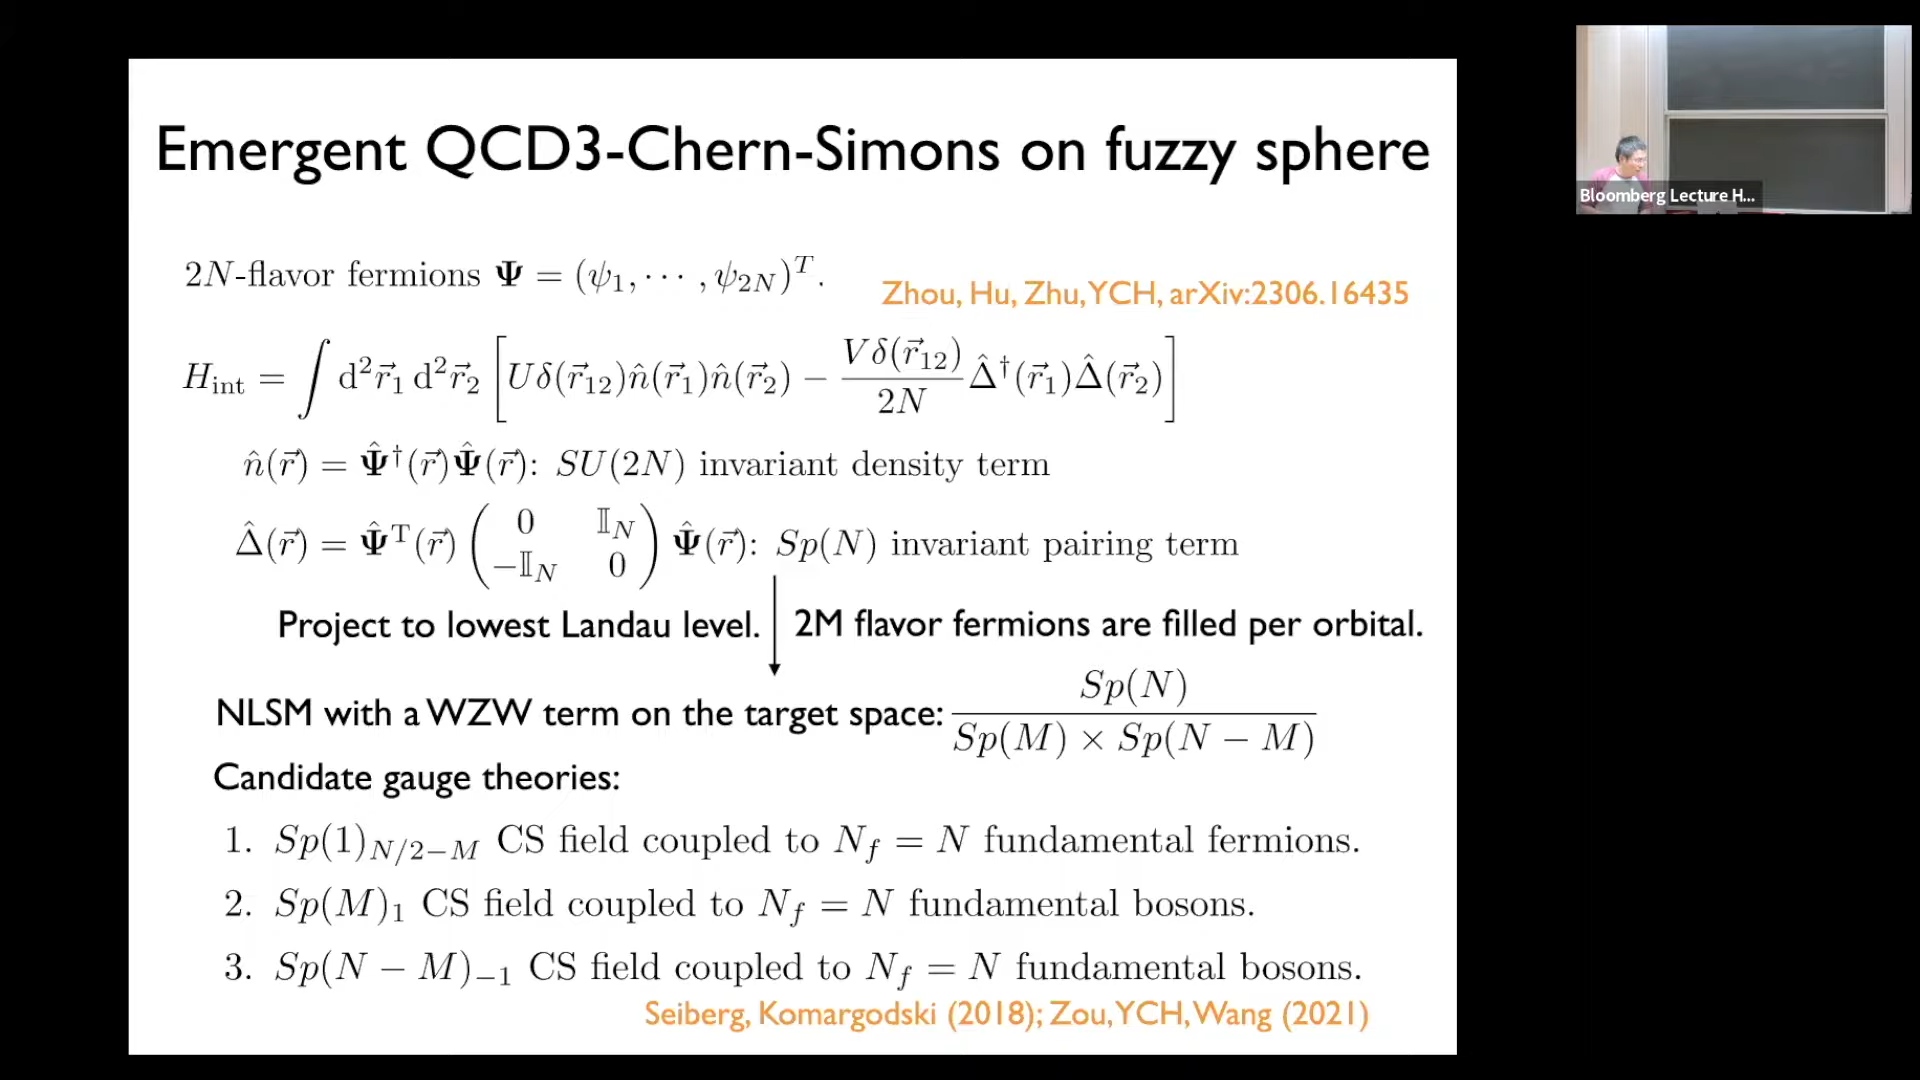 Emergent QCD3-Chern-Simons on fuzzy sphere
2N-flavor fermions Ψ = (ψ₁, ··· , ψ₂N)ᵀ.
Zhou, Hu, Zhu,YCH, arXiv:2306.16435
H_int = ∫ d²r⃗₁ d²r⃗₂ [Uδ(r⃗₁₂)n̂(r⃗₁)n̂(r⃗₂) − Vδ(r⃗₁₂)/2N Δ̂†(r⃗₁)Δ̂(r⃗₂)]
n̂(r⃗) = Ψ̂†(r⃗)Ψ̂(r⃗): SU(2N) invariant density term
Δ̂(r⃗) = Ψ̂ᵀ(r⃗) (0 𝕀_N; −𝕀_N 0) Ψ̂(r⃗): Sp(N) invariant pairing term
Project to lowest Landau level. 2M flavor fermions are filled per orbital.
NLSM with a WZW term on the target space: Sp(N) / Sp(M) × Sp(N − M)
Candidate gauge theories:
1. Sp(1)_{N/2−M} CS field coupled to N_f = N fundamental fermions.
2. Sp(M)₁ CS field coupled to N_f = N fundamental bosons.
3. Sp(N − M)₋₁ CS field coupled to N_f = N fundamental bosons.
Seiberg, Komargodski (2018); Zou,YCH,Wang (2021)
Bloomberg Lecture H...